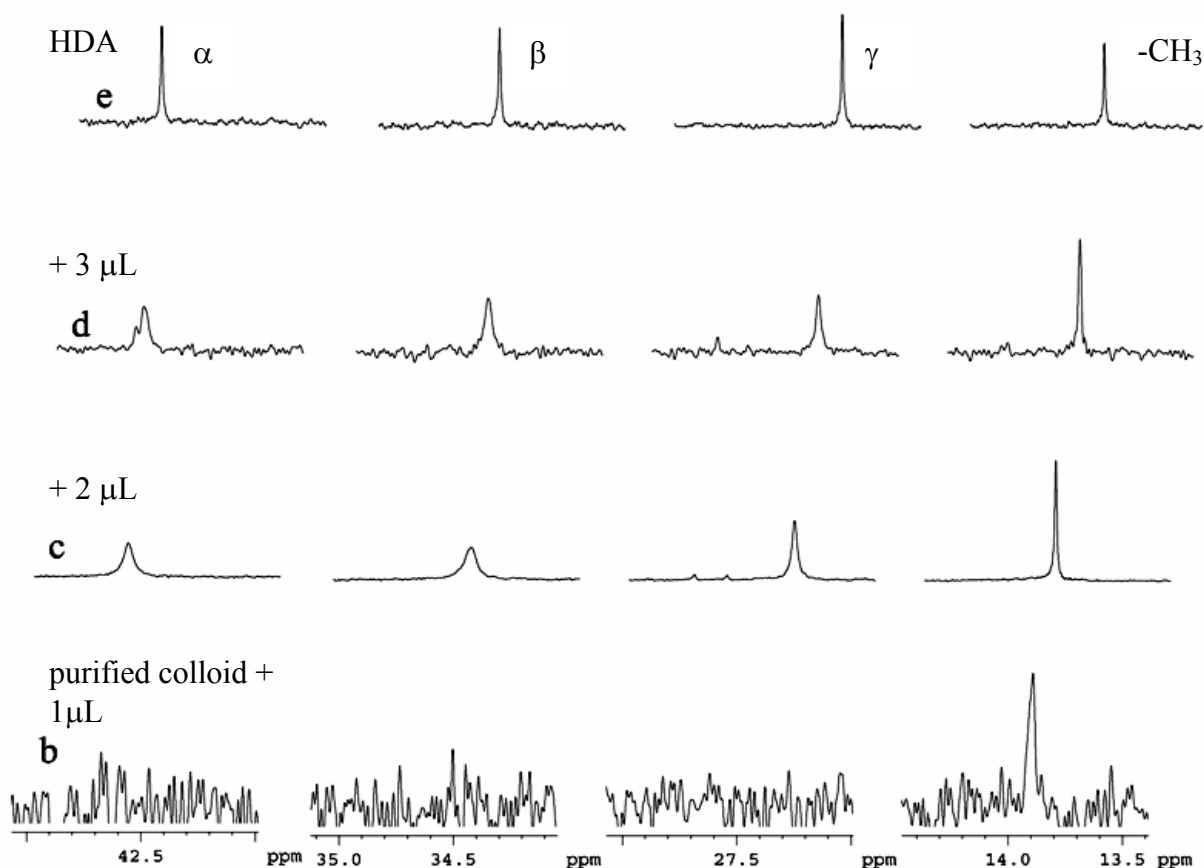 HDA α β γ -CH₃
e
+ 3 μL
d
+ 2 μL
c
purified colloid +
1μL
b
42.5 ppm 35.0 34.5 ppm 27.5 ppm 14.0 13.5 ppm